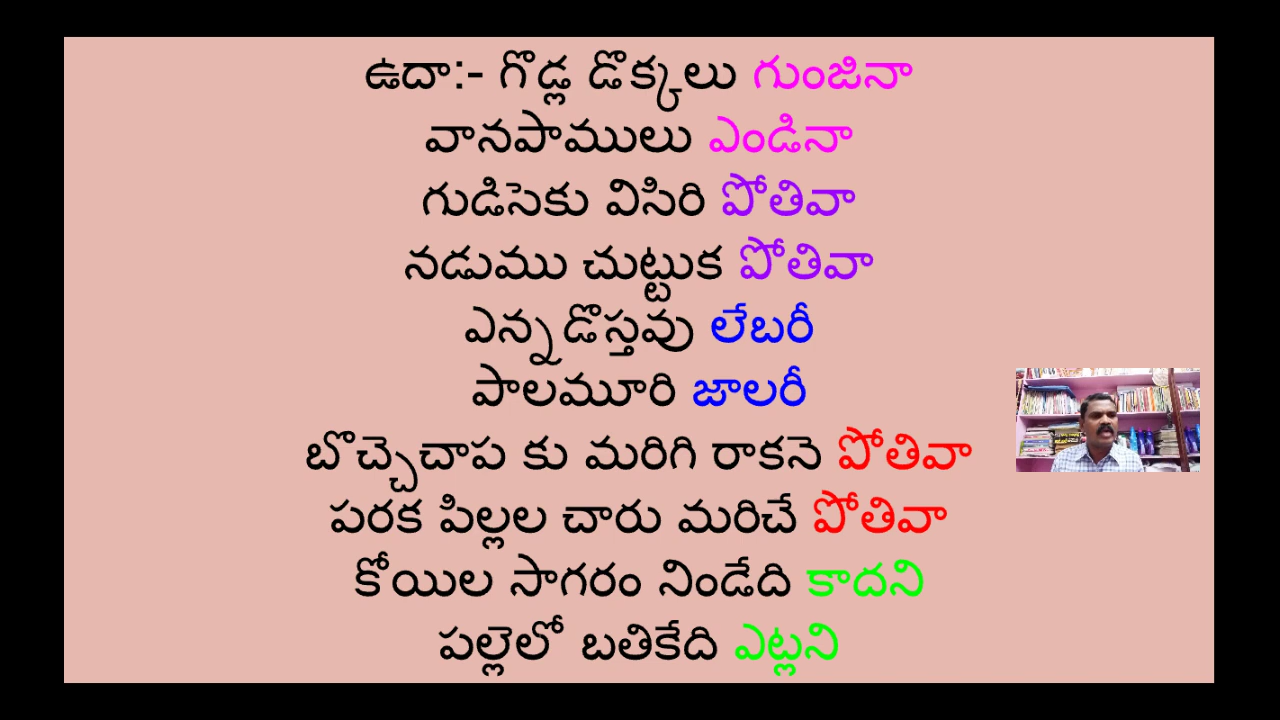 ఉదా:- గొడ్ల డొక్కలు గుంజినా
వానపాములు ఎండినా
గుడిసెకు విసిరి పోతివా
నడుము చుట్టుక పోతివా
ఎన్నడొస్తవు లేబరీ
పాలమూరి జాలరీ
బొచ్చెచాప కు మరిగి రాకనె పోతివా
పరక పిల్లల చారు మరిచే పోతివా
కోయిల సాగరం నిండేది కాదని
పల్లెలో బతికేది ఎట్లని